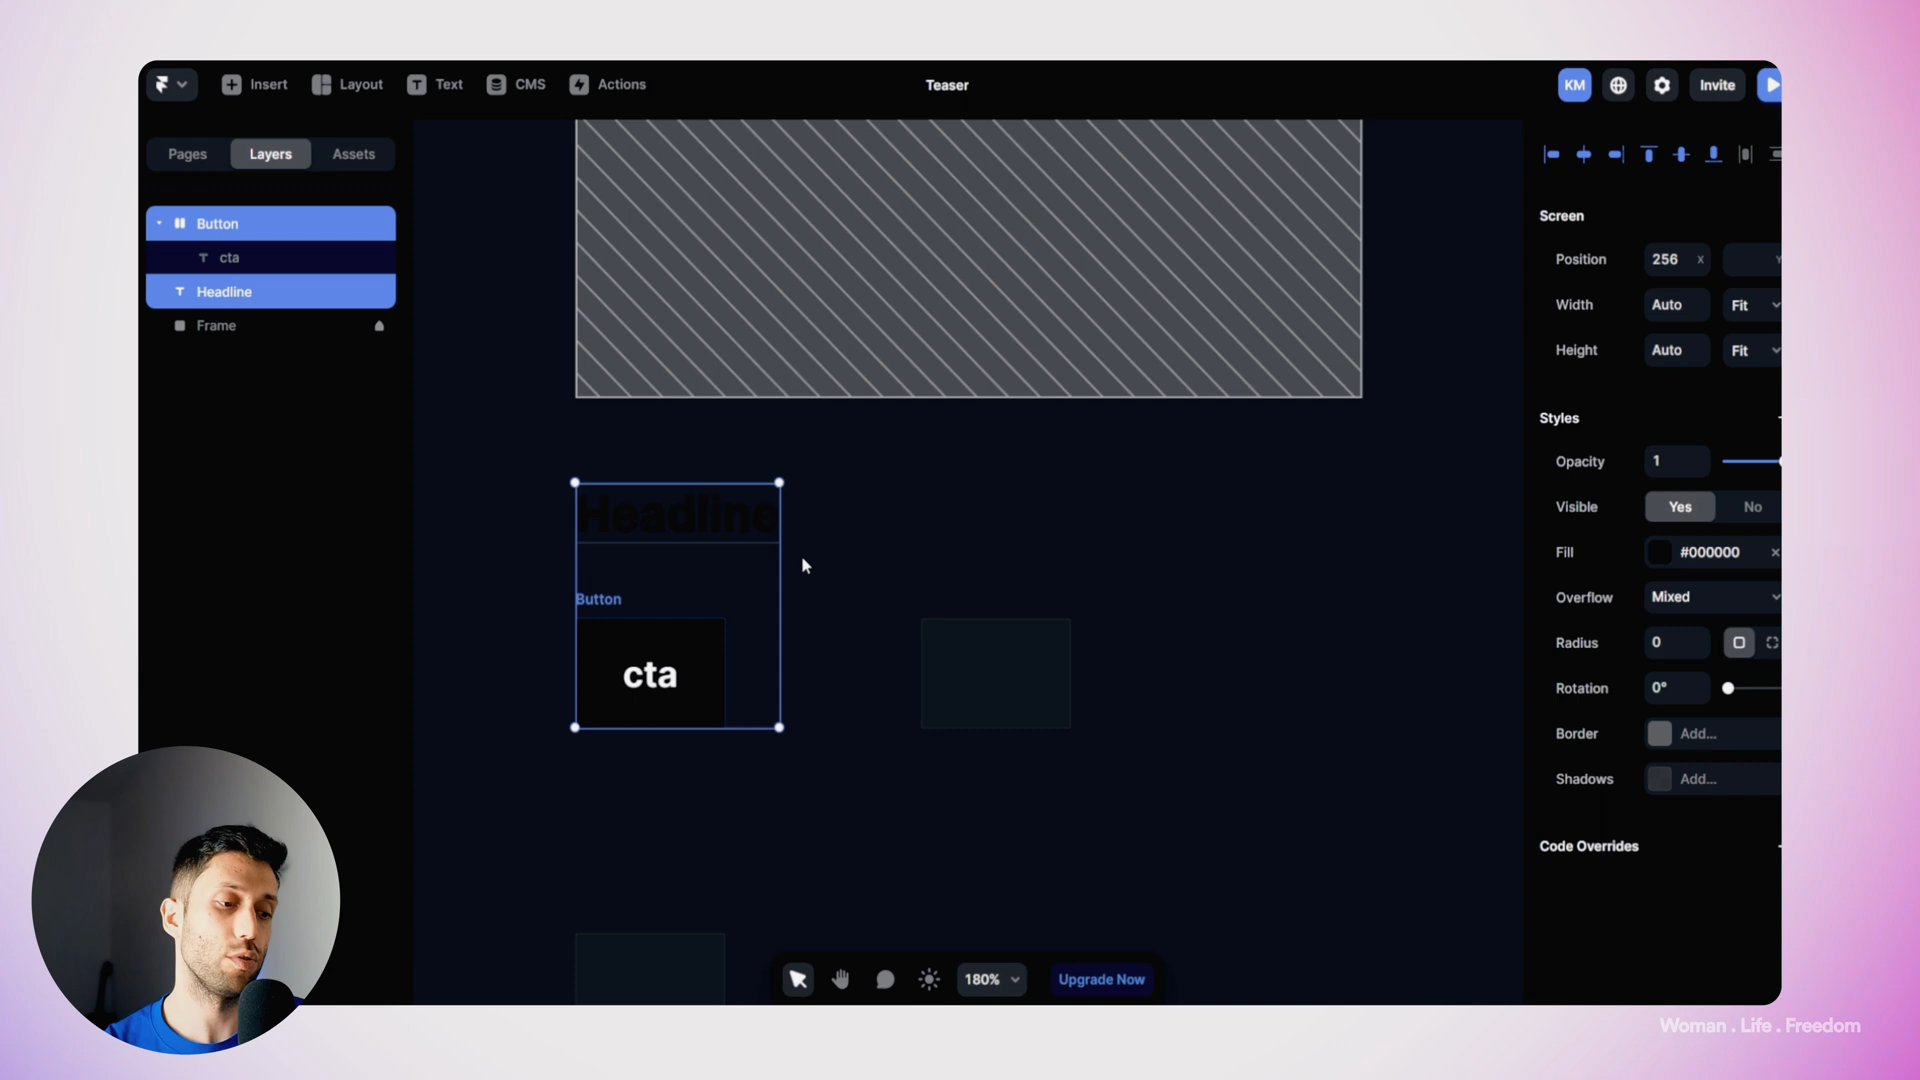 Insert
Layout
Text
CMS
Actions
Teaser
KM
Invite
Pages
Layers
Assets
Button
cta
Headline
Frame
Headline
Button
cta
Screen
Position 256 X Y
Width Auto Fit
Height Auto Fit
Styles
Opacity 1
Visible Yes No
Fill #000000
Overflow Mixed
Radius 0
Rotation 0°
Border Add...
Shadows Add...
Code Overrides
180%
Upgrade Now
Woman . Life . Freedom